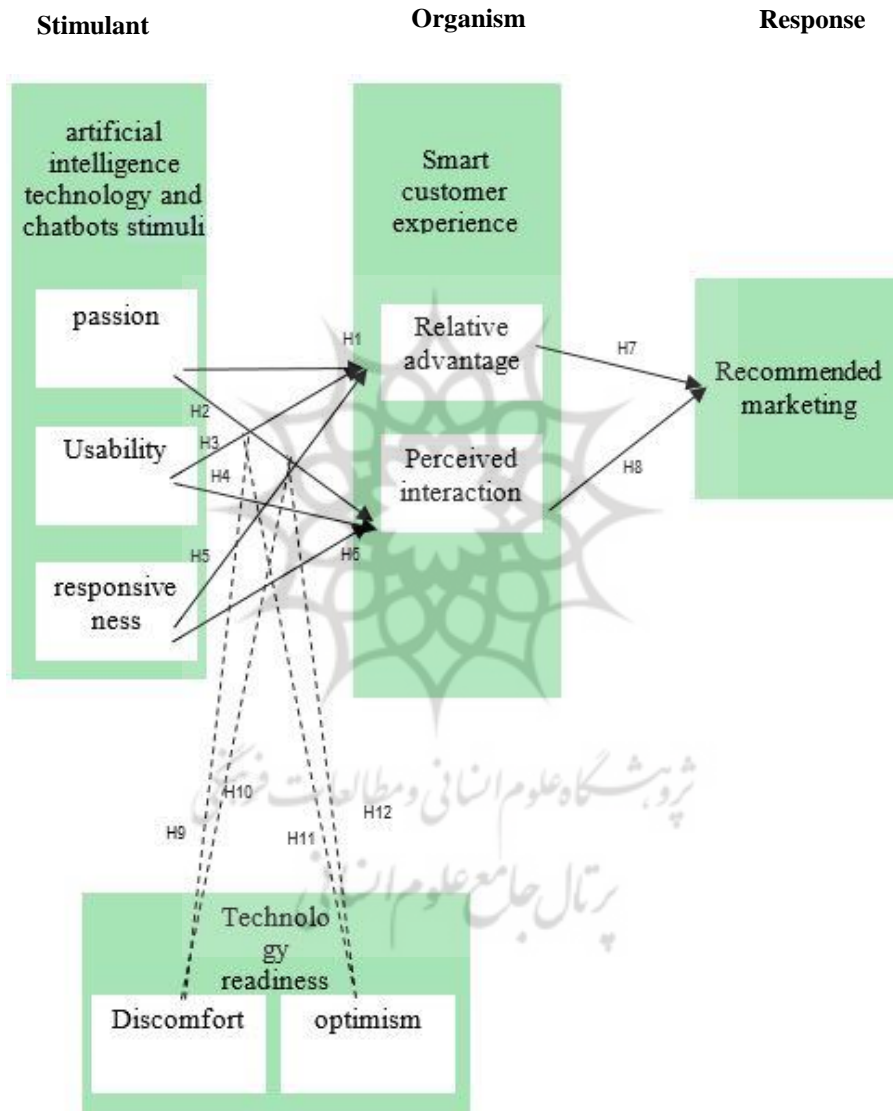 Stimulant
Organism
Response
artificial
intelligence
technology and
chatbots stimuli
Smart
customer
experience
passion
Usability
responsive
ness
H1
H2
H3
H4
H5
H6
Relative
advantage
Perceived
interaction
H7
H8
Recommended
marketing
H9
H10
H11
H12
پژوهشگاه علوم انسانی و مطالعات فرهنگی
پرتال جامع علوم انسانی
Technolo
gy
readiness
Discomfort
optimism